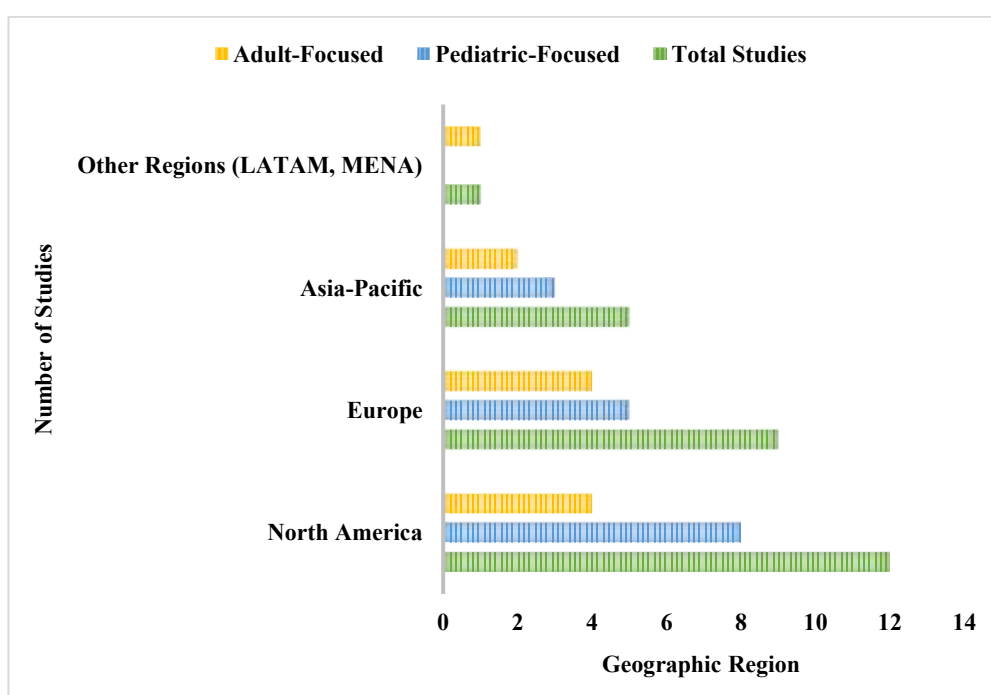 Adult-Focused Pediatric-Focused Total Studies
Other Regions (LATAM, MENA)
Asia-Pacific
Europe
North America
Number of Studies
0 2 4 6 8 10 12 14
Geographic Region